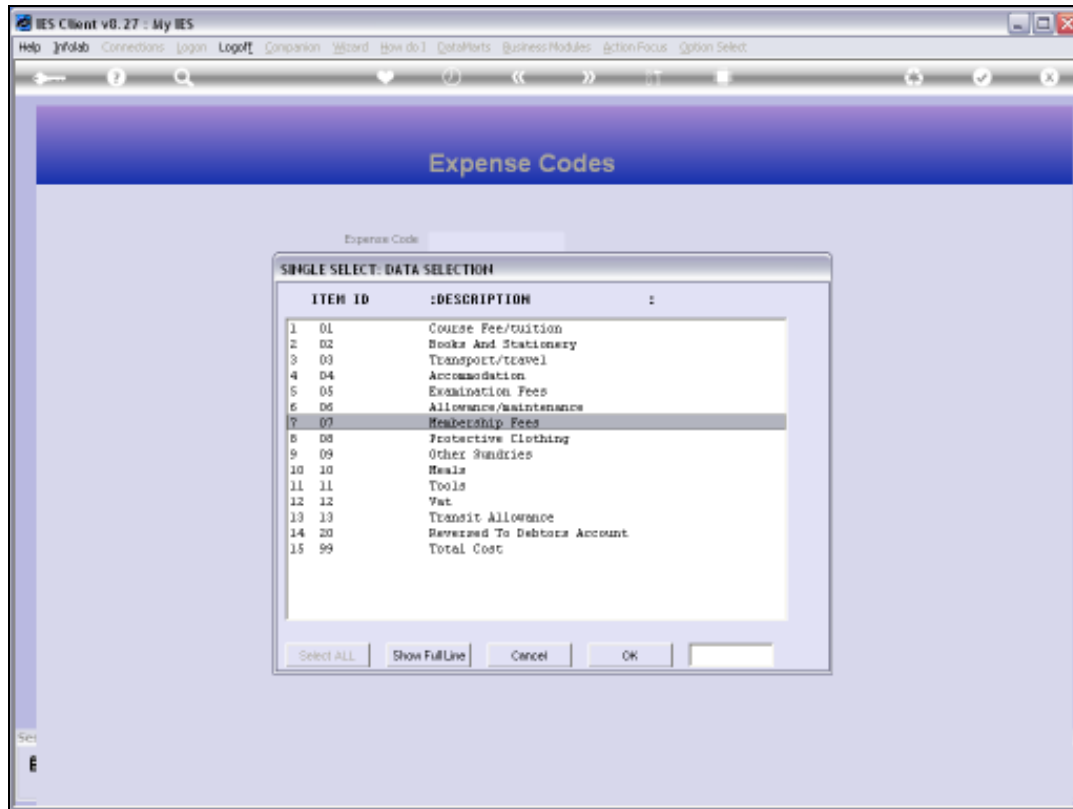 IES Client v8.27 : My IES
Help Infolab Connections Logon Logoff Companion Wizard How do I DataMarts Business Modules Action Focus Option Select
Expense Codes
Expense Code
SINGLE SELECT: DATA SELECTION
ITEM ID :DESCRIPTION :
1 01 Course Fee/tuition
2 02 Books And Stationery
3 03 Transport/travel
4 04 Accommodation
5 05 Examination Fees
6 06 Allowance/maintenance
7 07 Membership Fees
8 08 Protective Clothing
9 09 Other Sundries
10 10 Meals
11 11 Tools
12 12 Vat
13 13 Transit Allowance
14 20 Reversed To Debtors Account
15 99 Total Cost
Select ALL Show Full Line Cancel OK
Se